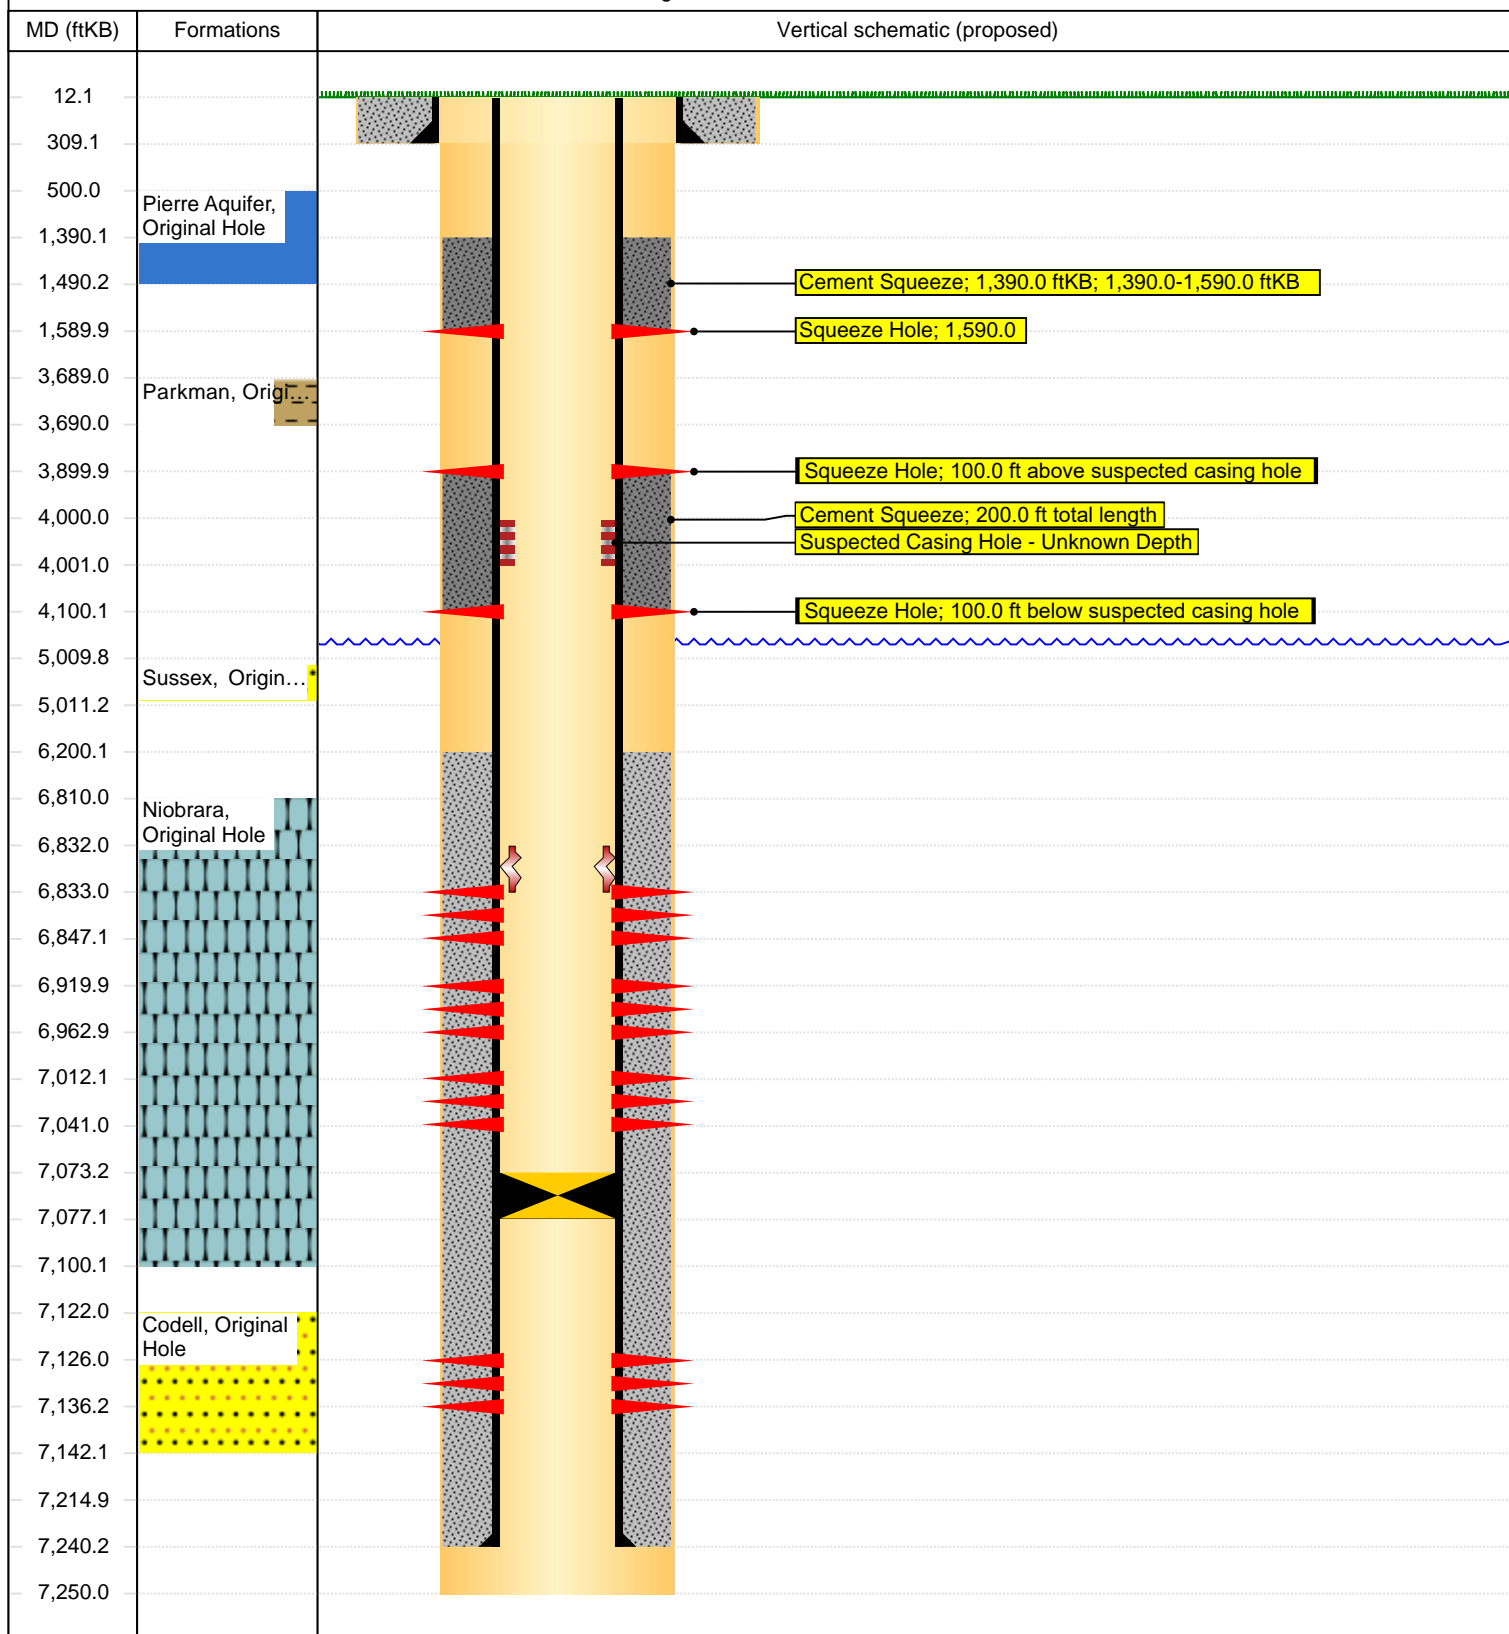 MD (ftKB)
Formations
Vertical schematic (proposed)
12.1
309.1
500.0
Pierre Aquifer,
Original Hole
1,390.1
1,490.2
Cement Squeeze; 1,390.0 ftKB; 1,390.0-1,590.0 ftKB
1,589.9
Squeeze Hole; 1,590.0
3,689.0
Parkman, Origi...
3,690.0
3,899.9
Squeeze Hole; 100.0 ft above suspected casing hole
4,000.0
Cement Squeeze; 200.0 ft total length
Suspected Casing Hole - Unknown Depth
4,001.0
4,100.1
Squeeze Hole; 100.0 ft below suspected casing hole
5,009.8
Sussex, Origin...
5,011.2
6,200.1
6,810.0
Niobrara,
Original Hole
6,832.0
6,833.0
6,847.1
6,919.9
6,962.9
7,012.1
7,041.0
7,073.2
7,077.1
7,100.1
7,122.0
Codell, Original
Hole
7,126.0
7,136.2
7,142.1
7,214.9
7,240.2
7,250.0